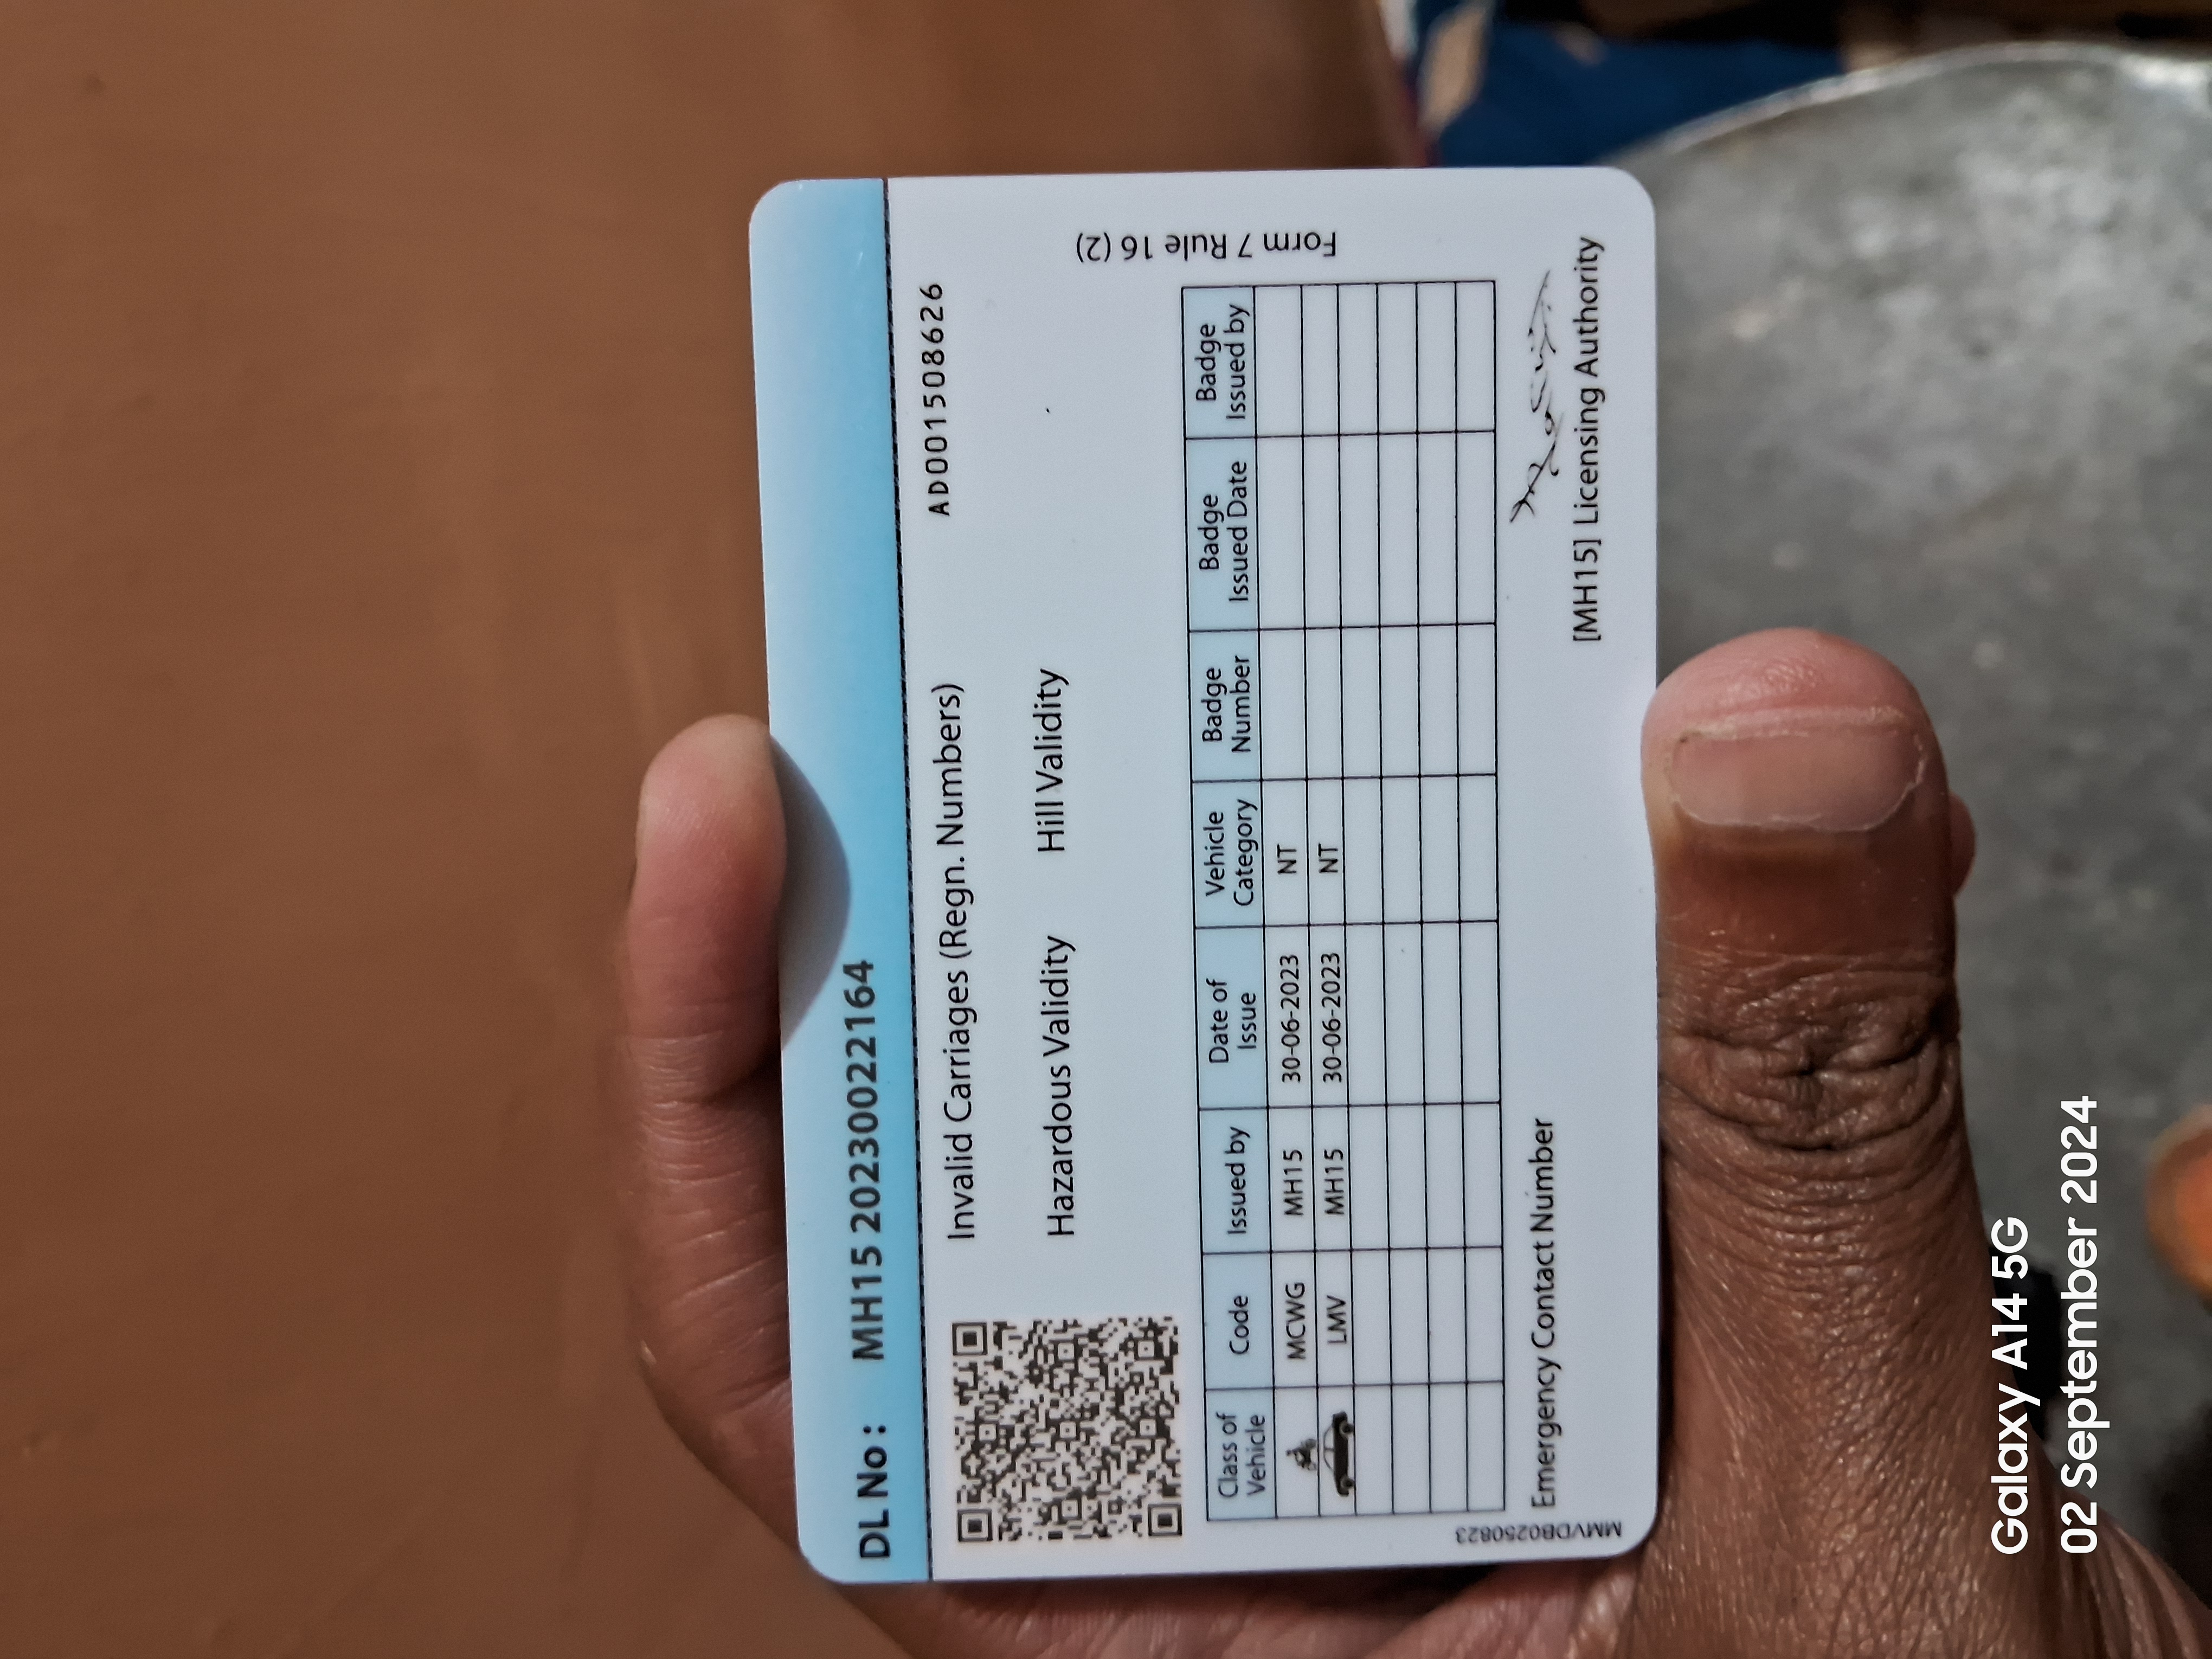 DL No : MH15 20230022164
Invalid Carriages (Regn. Numbers) AD001508626
Hazardous Validity Hill Validity
Form 7 Rule 16 (2)
Class of Vehicle Code Issued by Date of Issue Vehicle Category Badge Number Badge Issued Date Badge Issued by
MCWG MH15 30-06-2023 NT
LMV MH15 30-06-2023 NT
MMVDB0250823
Emergency Contact Number
[MH15] Licensing Authority
Galaxy A14 5G
02 September 2024